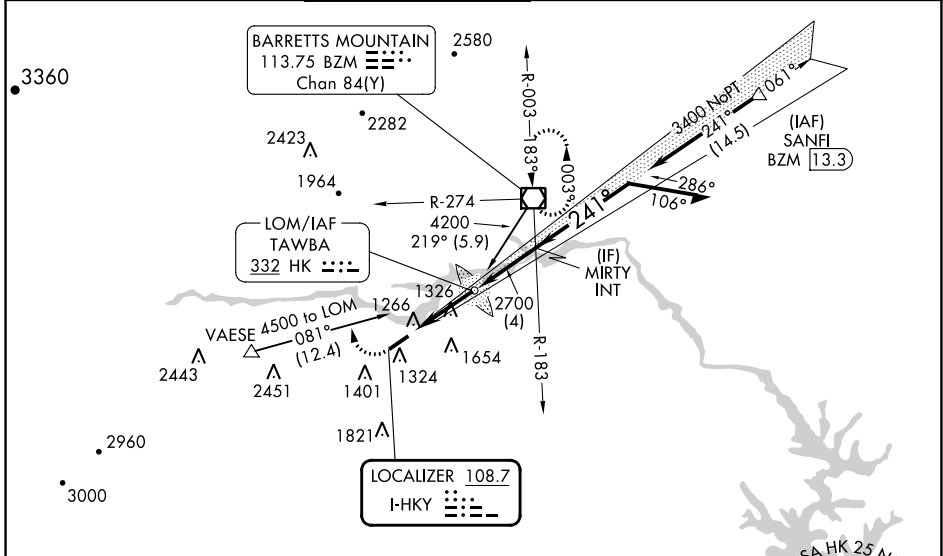 BARRETTS MOUNTAIN
113.75 BZM
Chan 84(Y)
2580
3360
2282
2423
1964
R-003
183°
003°
R-274
4200
219° (5.9)
3400 NoPT
241°
(14.5)
061°
(IAF)
SANFI
BZM 13.3
286°
106°
241°
(IF)
MIRTY
INT
LOM/IAF
TAWBA
332 HK
1326
1266
2700
(4)
VAESE 4500 to LOM
081°
(12.4)
R-183
2443
2451
1401
1324
1654
1821
2960
3000
LOCALIZER 108.7
I-HKY
SA HK 25